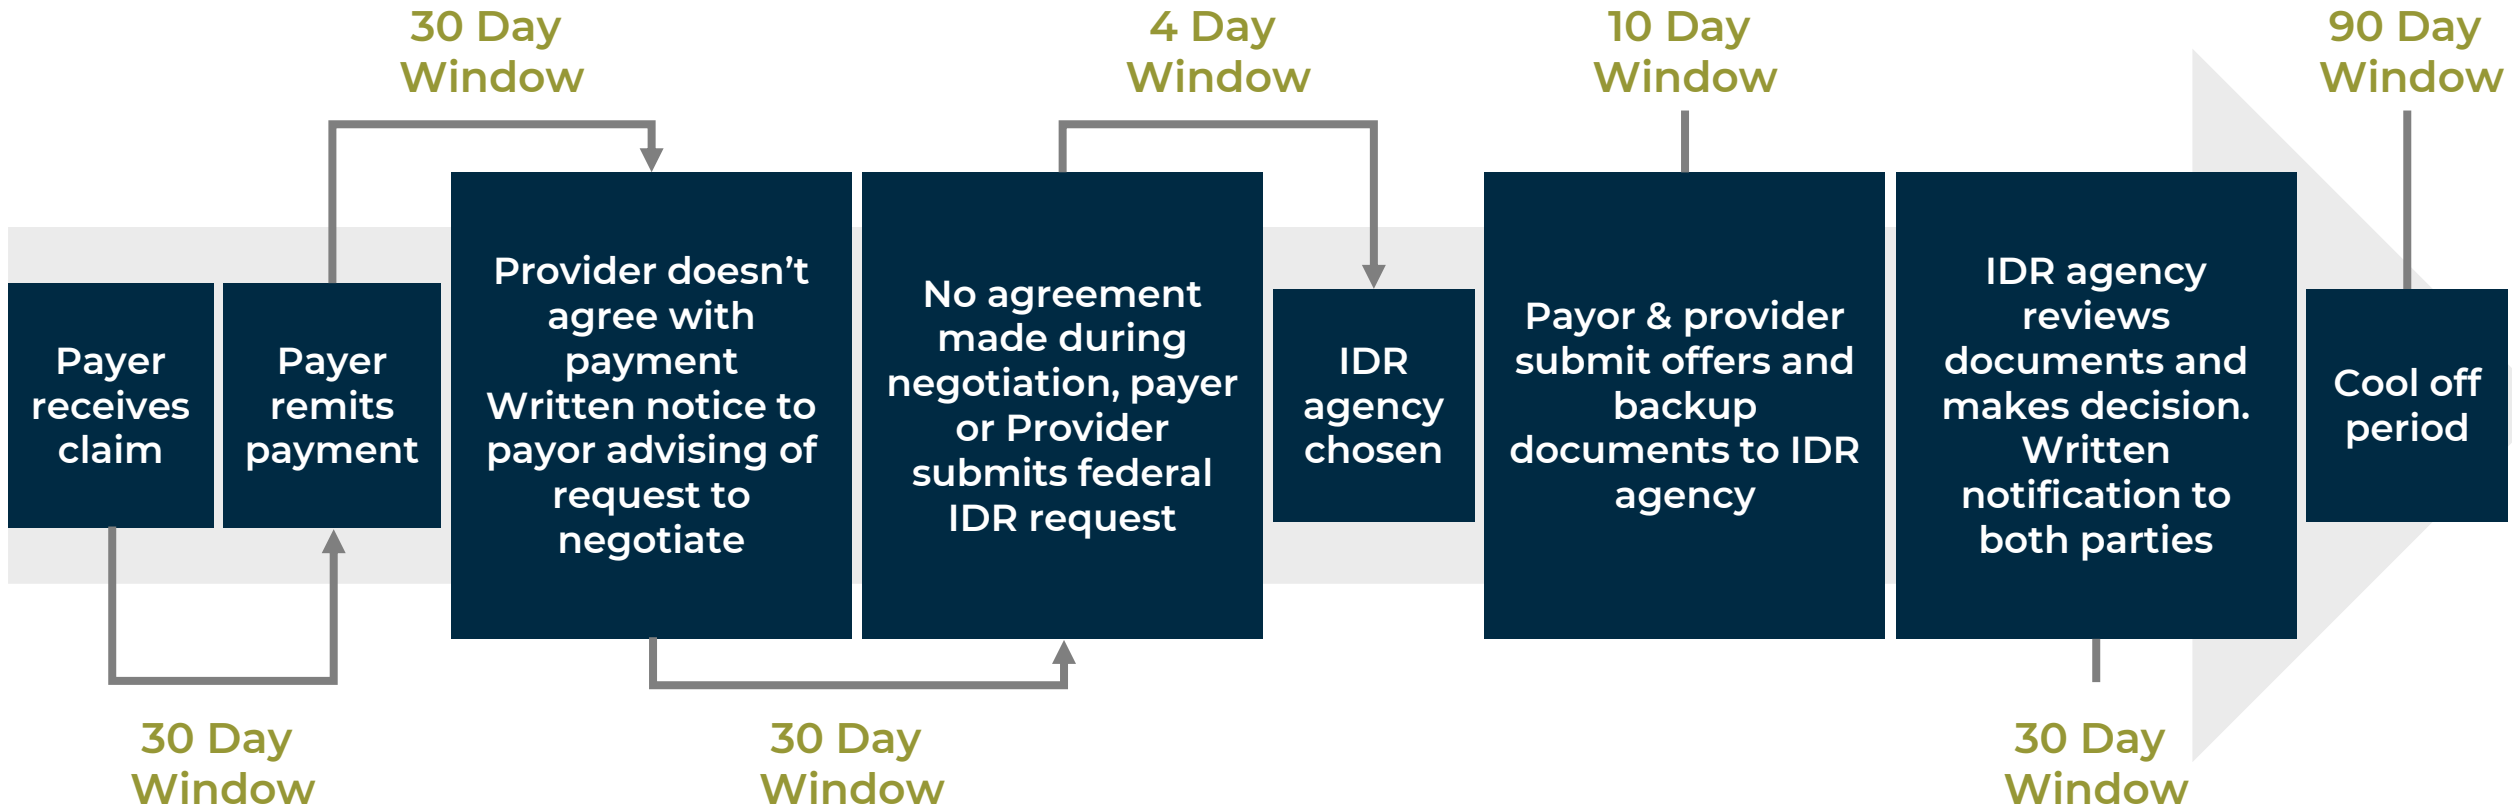 30 Day
Window
4 Day
Window
10 Day
Window
90 Day
Window
Payer
receives
claim
Payer
remits
payment
Provider doesn’t
agree with
payment
Written notice to
payor advising of
request to
negotiate
No agreement
made during
negotiation, payer
or Provider
submits federal
IDR request
IDR
agency
chosen
Payor & provider
submit offers and
backup
documents to IDR
agency
IDR agency
reviews
documents and
makes decision.
Written
notification to
both parties
Cool off
period
30 Day
Window
30 Day
Window
30 Day
Window